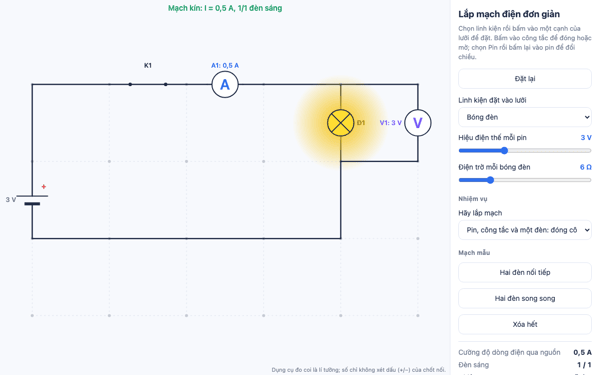 Mạch kín: I = 0,5 A, 1/1 đèn sáng
K1
A1: 0,5 A
A
Đ1
V1: 3 V
V
+
3 V
Dụng cụ đo coi là lí tưởng; số chỉ không xét dấu (+/−) của chốt nối.
Lắp mạch điện đơn giản
Chọn linh kiện rồi bấm vào một cạnh của
lưới để đặt. Bấm vào công tắc để đóng hoặc
mở; chọn Pin rồi bấm lại vào pin để đổi
chiều.
Đặt lại
Linh kiện đặt vào lưới
Bóng đèn
Hiệu điện thế mỗi pin 3 V
Điện trở mỗi bóng đèn 6 Ω
Nhiệm vụ
Hãy lắp mạch
Pin, công tắc và một đèn: đóng cô
Mạch mẫu
Hai đèn nối tiếp
Hai đèn song song
Xóa hết
Cường độ dòng điện qua nguồn 0,5 A
Đèn sáng 1 / 1